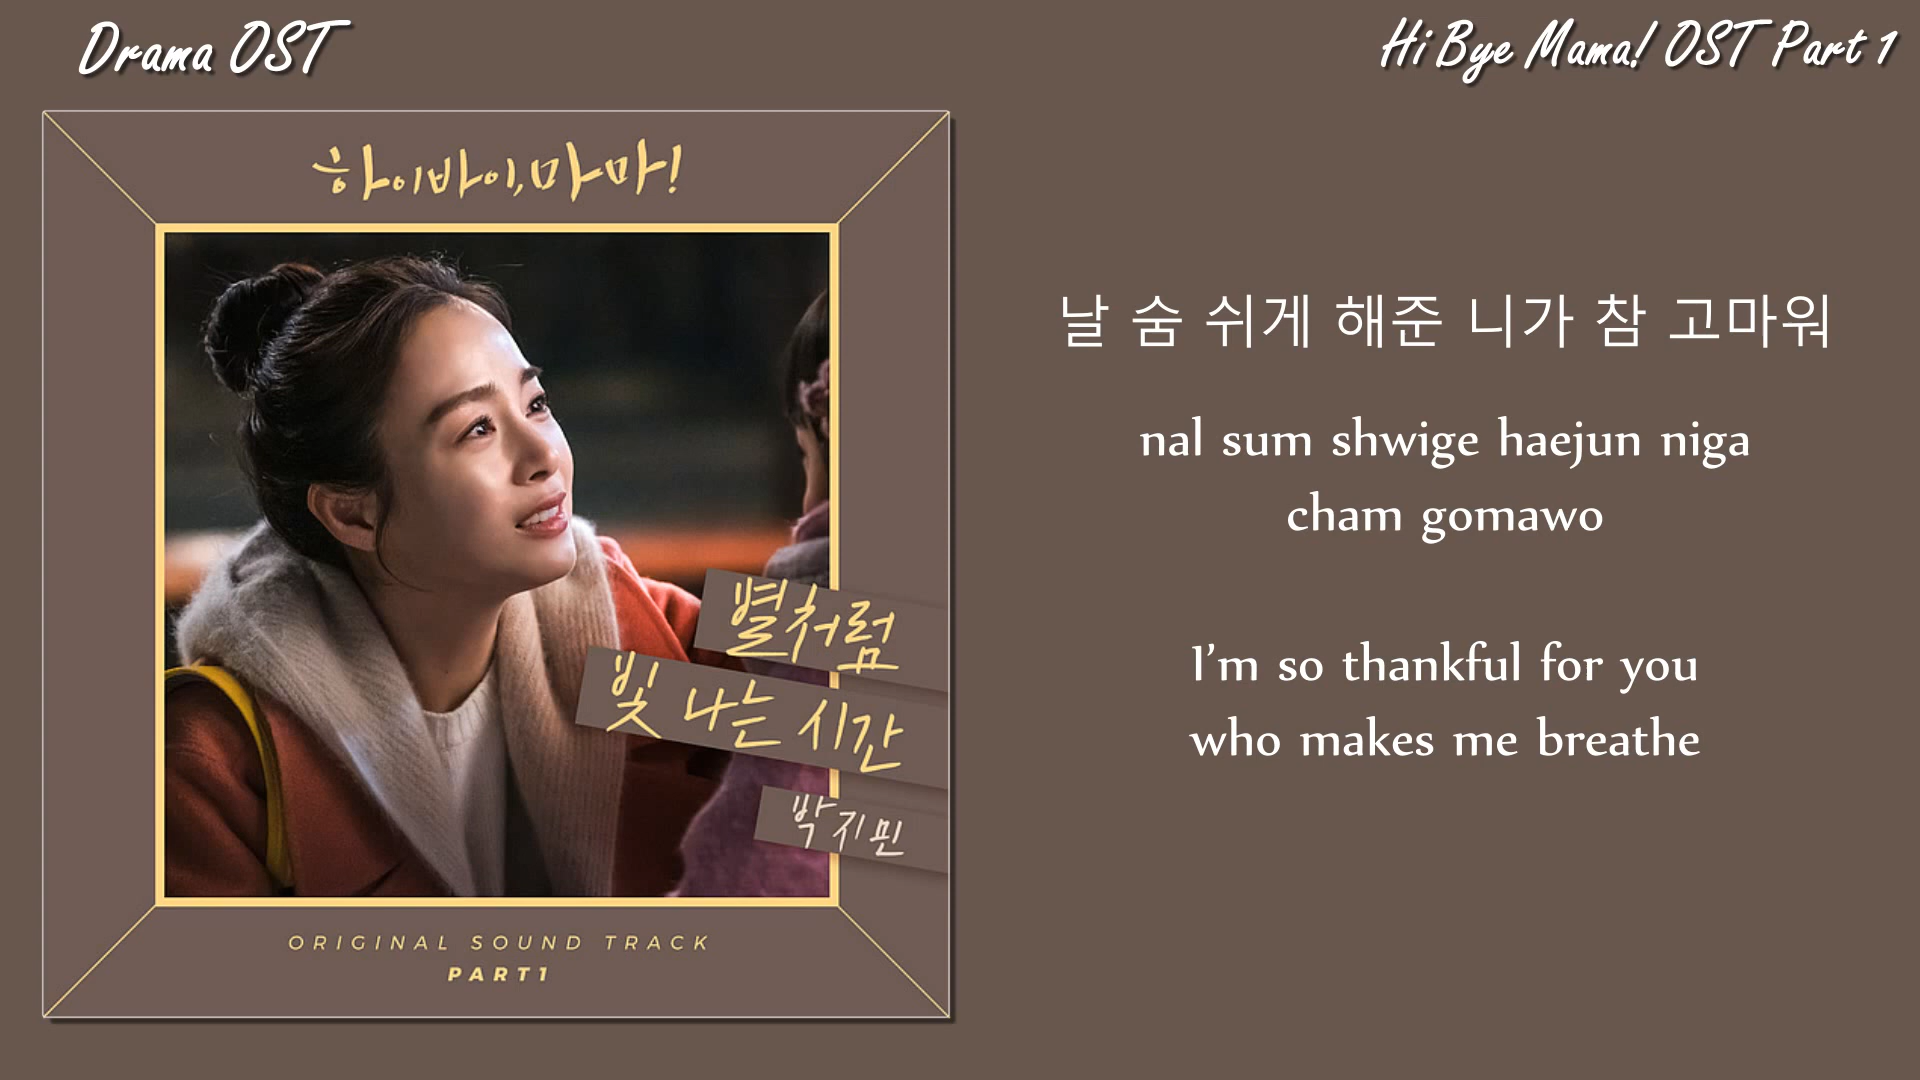 Drama OST
Hi Bye Mama! OST Part 1
하이바이,마마!
별처럼
빛 나는 시간
박지민
ORIGINAL SOUND TRACK
PART1
날 숨 쉬게 해준 니가 참 고마워
nal sum shwige haejun niga
cham gomawo
I'm so thankful for you
who makes me breathe